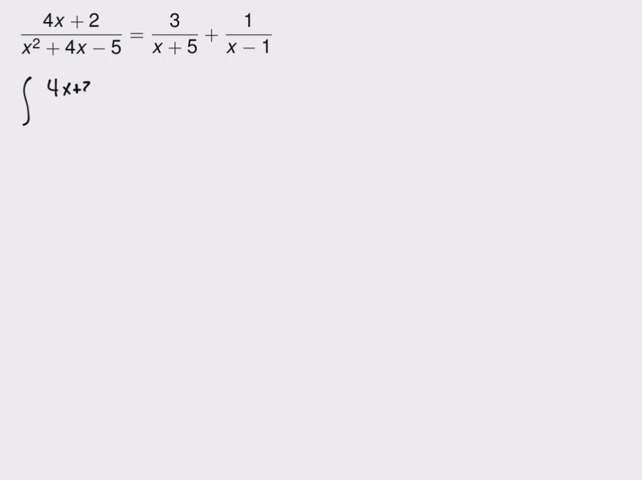 (4x + 2)/(x² + 4x − 5) = 3/(x + 5) + 1/(x − 1)
∫ 4x+